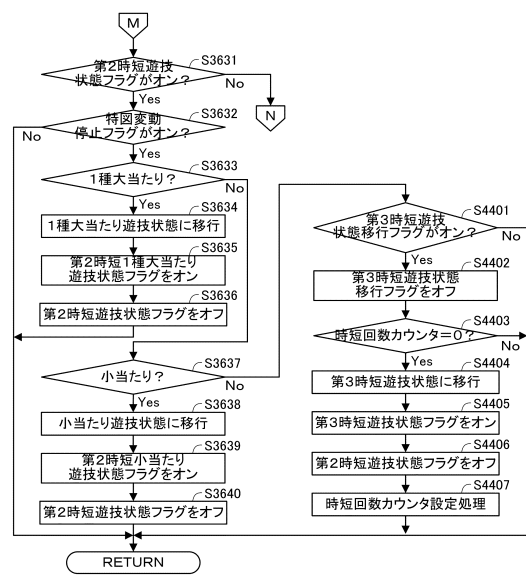 M
S3631
第2時短遊技
状態フラグがオン?
No
Yes
N
S3632
特図変動
停止フラグがオン?
No
Yes
S3633
1種大当たり?
No
Yes
S3634
1種大当たり遊技状態に移行
S3635
第2時短1種大当たり
遊技状態フラグをオン
S3636
第2時短遊技状態フラグをオフ
S3637
小当たり?
No
Yes
S3638
小当たり遊技状態に移行
S3639
第2時短小当たり
遊技状態フラグをオン
S3640
第2時短遊技状態フラグをオフ
RETURN
S4401
第3時短遊技
状態移行フラグがオン?
No
Yes
S4402
第3時短遊技状態
移行フラグをオフ
S4403
時短回数カウンタ=0?
No
Yes
S4404
第3時短遊技状態に移行
S4405
第3時短遊技状態フラグをオン
S4406
第2時短遊技状態フラグをオフ
S4407
時短回数カウンタ設定処理